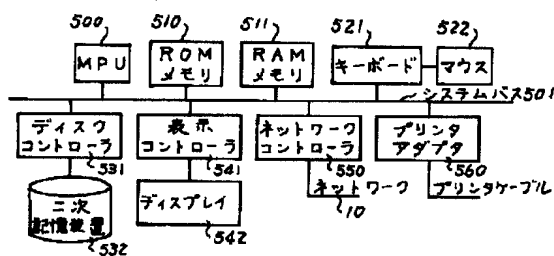 500 510 511 521 522
MPU
ROM
メモリ
RAM
メモリ
キーボード
マウス
システムバス501
ディスク
コントローラ
531
表示
コントローラ
541
ネットワーク
コントローラ
550
プリンタ
アダプタ
560
二次
記憶装置
532
ディスプレイ
542
ネットワーク
10
プリンタケーブル